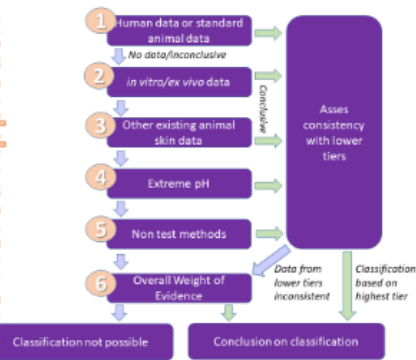 1
Human data or standard
animal data
No data/inconclusive
2
in vitro/ex vivo data
Conclusive
3
Other existing animal
skin data
4
Extreme pH
5
Non test methods
6
Overall Weight of
Evidence
Asses
consistency
with lower
tiers
Data from
lower tiers
inconsistent
Classification
based on
highest tier
Classification not possible
Conclusion on classification